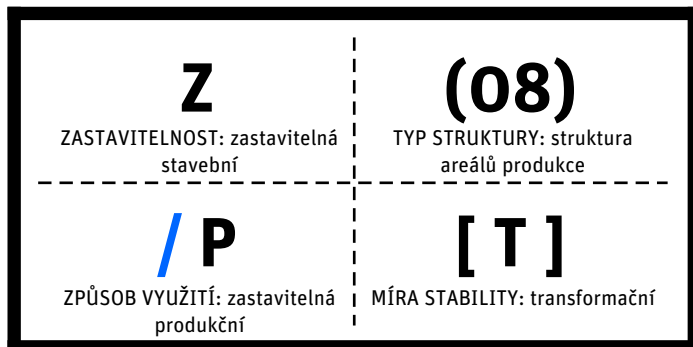 Z
ZASTAVITELNOST: zastavitelná
stavební
(08)
TYP STRUKTURY: struktura
areálů produkce
/ P
ZPŮSOB VYUŽITÍ: zastavitelná
produkční
[ T ]
MÍRA STABILITY: transformační